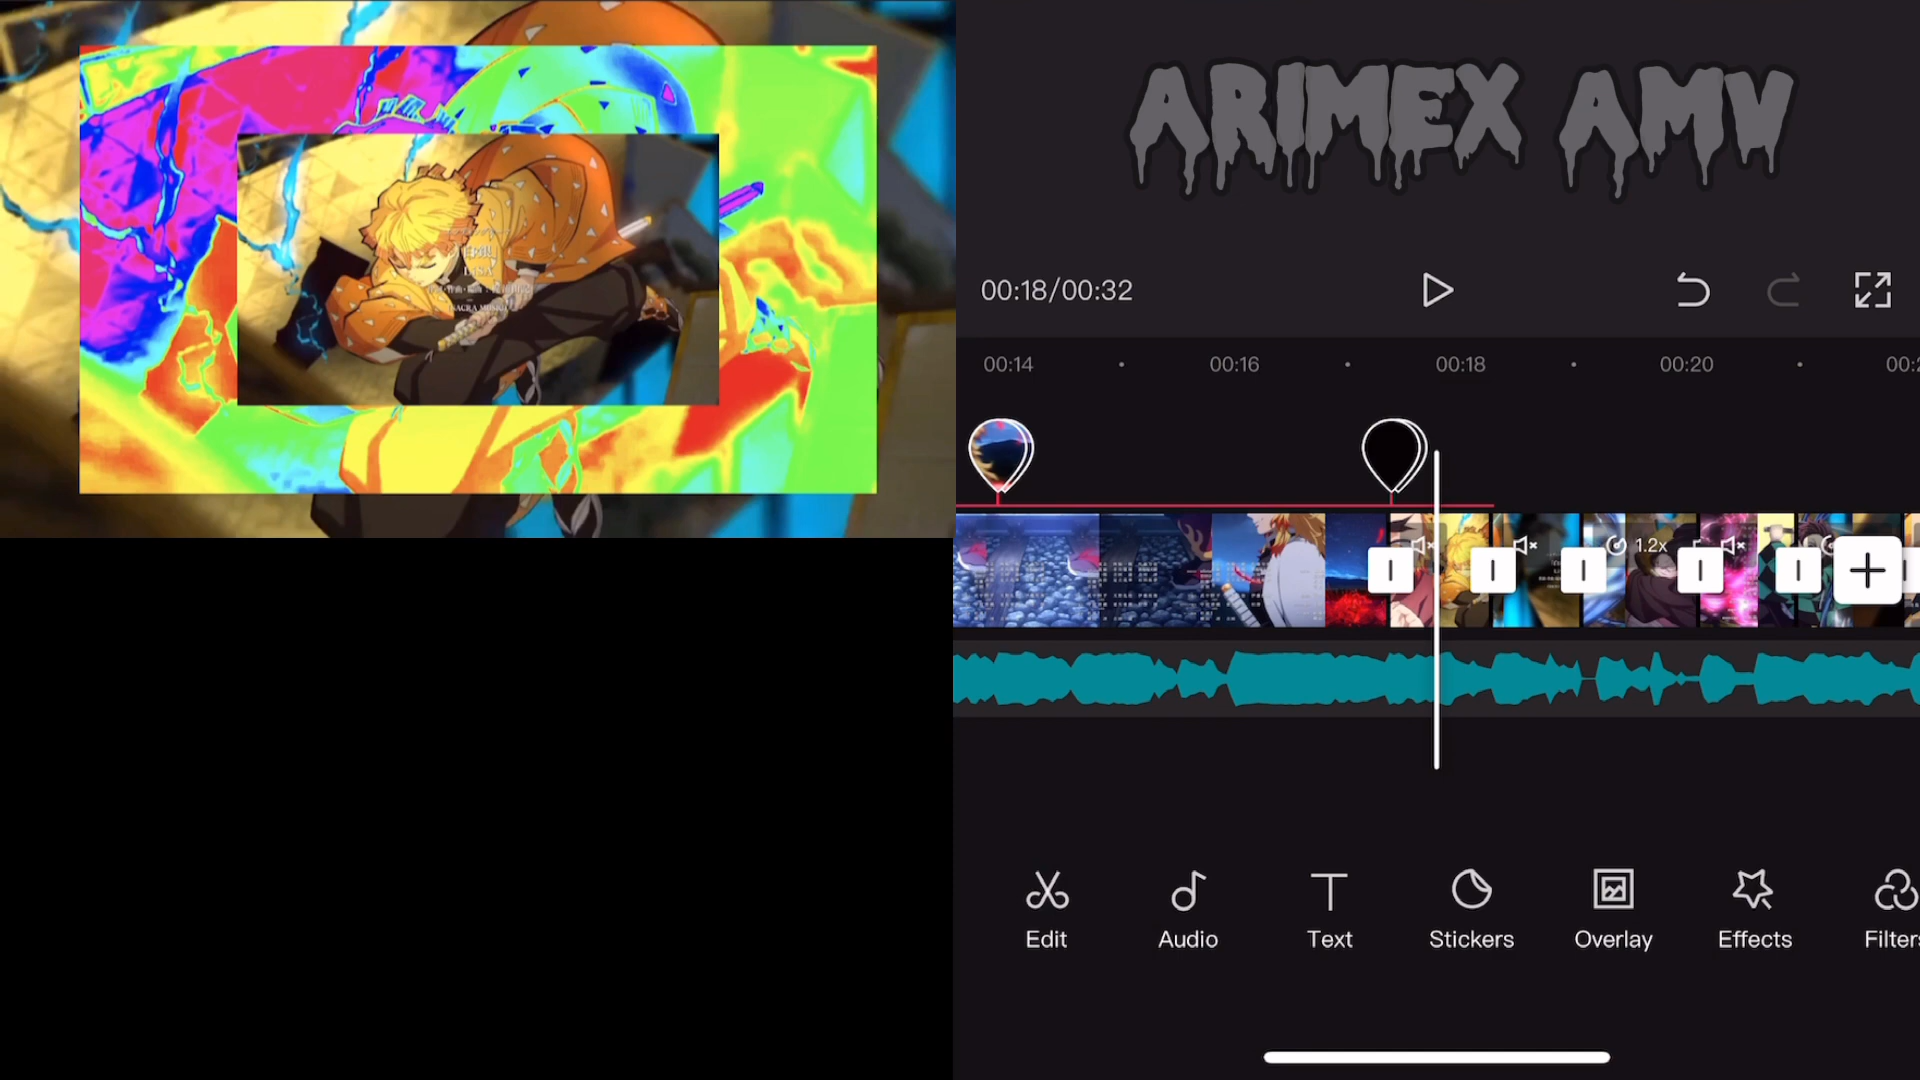 ARIMEX AMV
LiSA
00:18/00:32
00:14
00:16
00:18
00:20
1.2x
Edit
Audio
Text
Stickers
Overlay
Effects